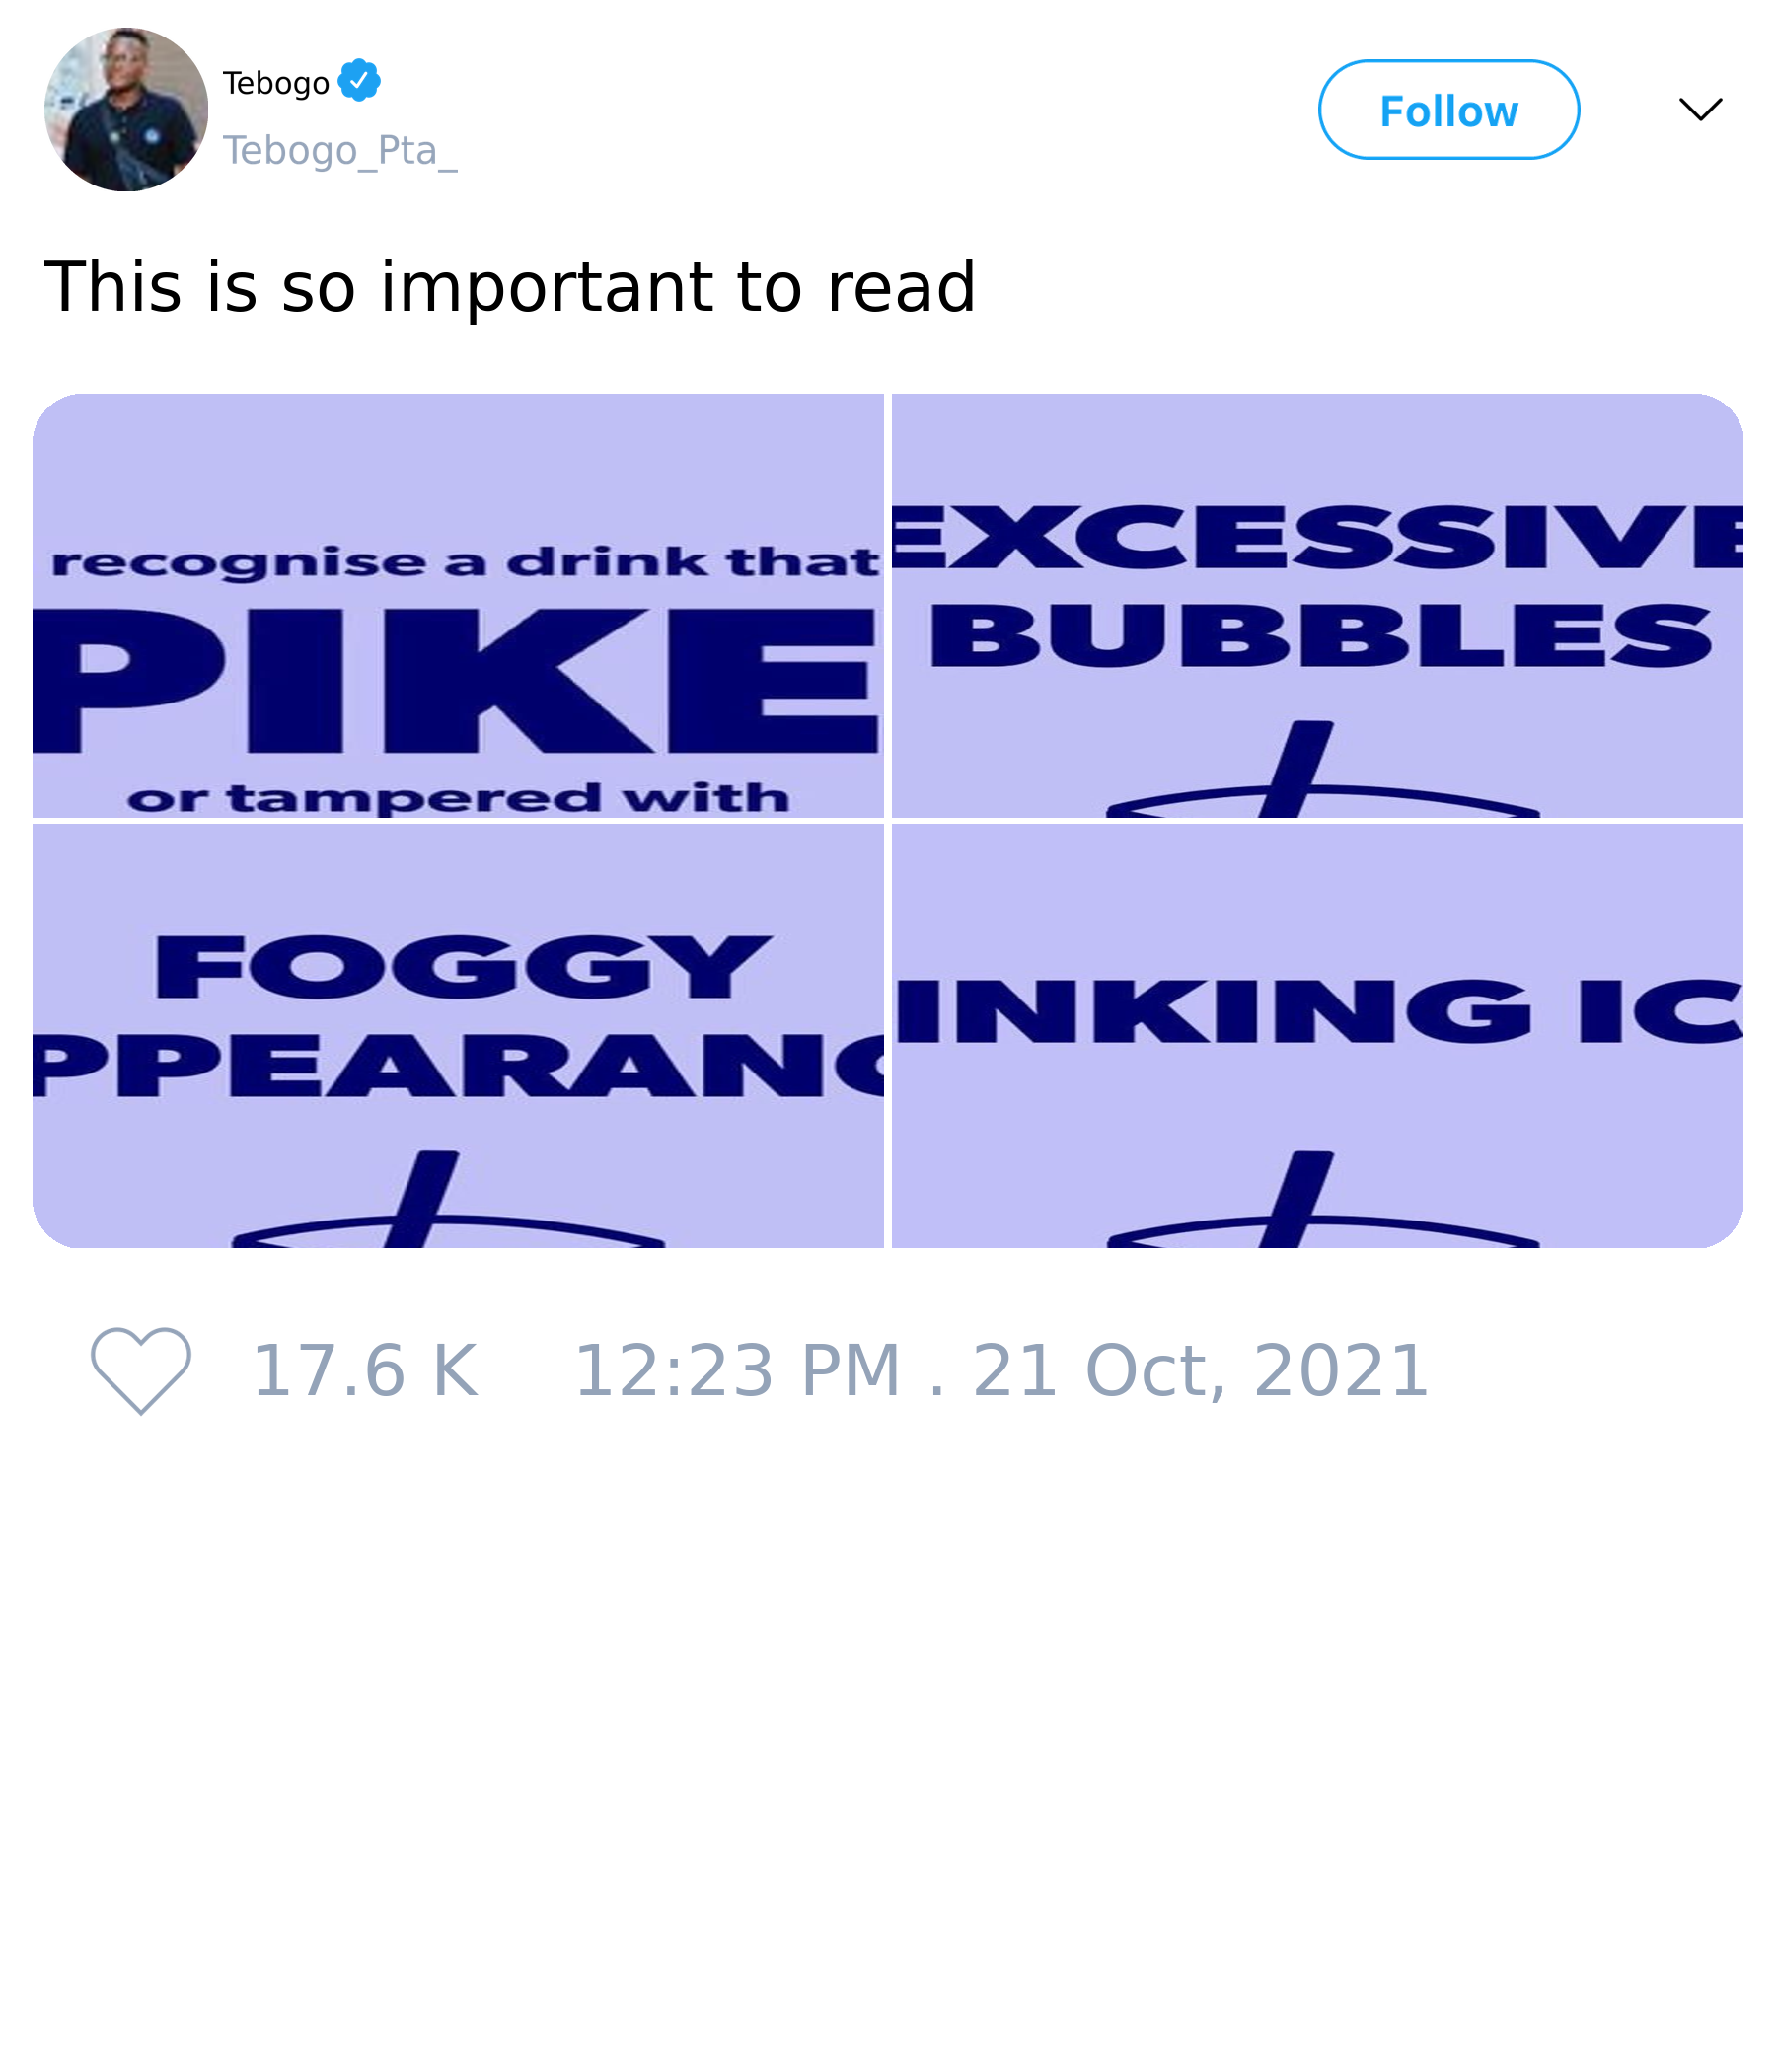 Tebogo
Tebogo_Pta_
Follow
This is so important to read
recognise a drink that
PIKE
or tampered with
EXCESSIVE
BUBBLES
FOGGY
PPEARANC
INKING IC
17.6 K
12:23 PM . 21 Oct, 2021